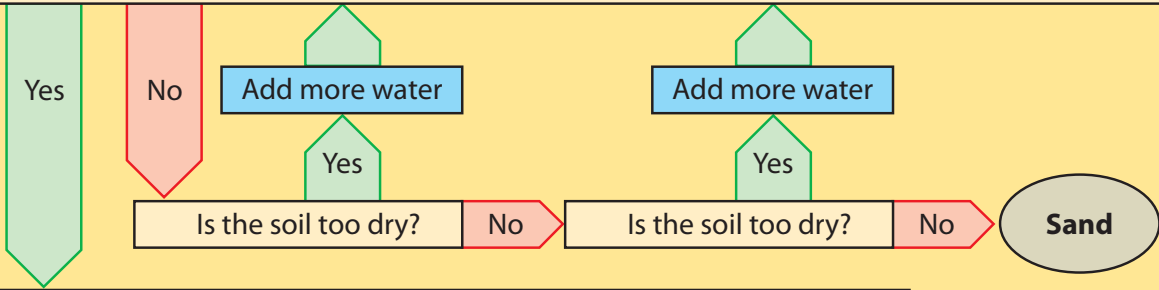 Yes
No
Add more water
Add more water
Yes
Yes
Is the soil too dry?
No
Is the soil too dry?
No
Sand